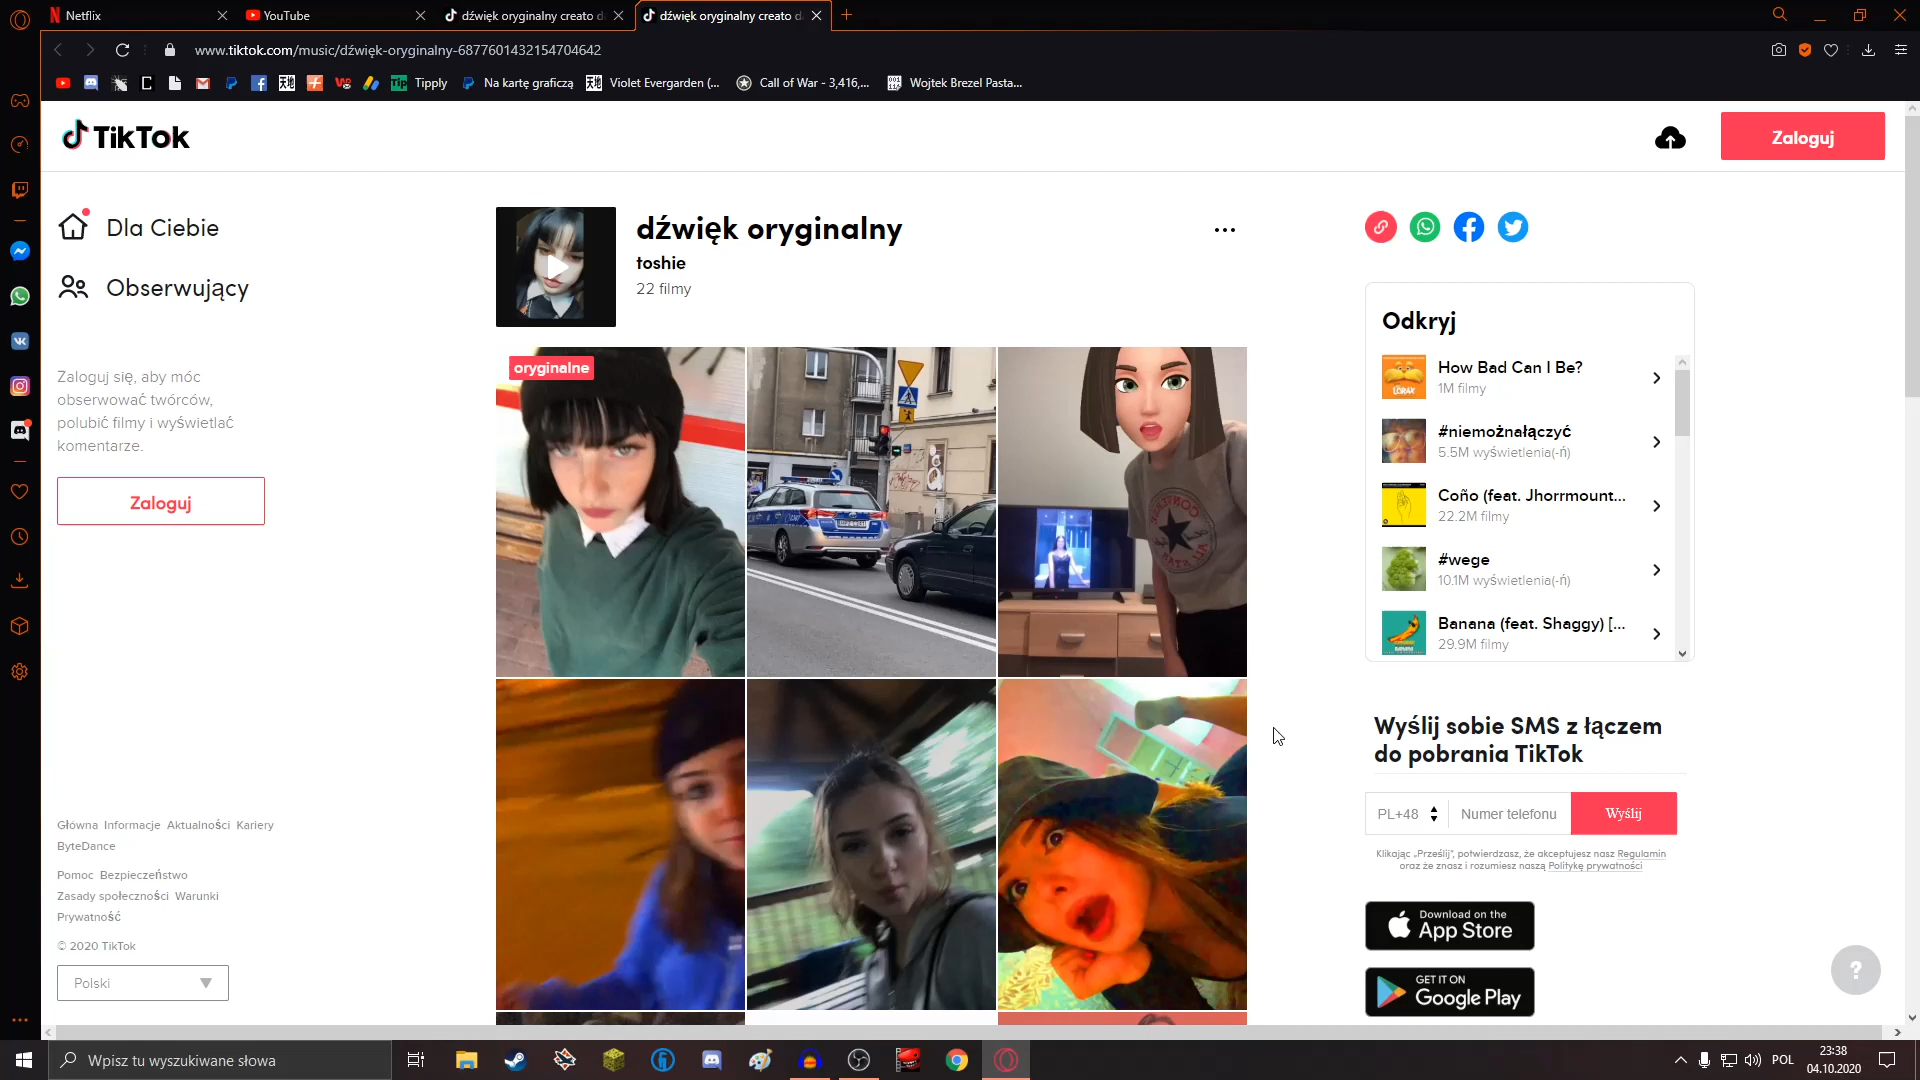 Netflix
YouTube
dźwięk oryginalny creato d
dźwięk oryginalny creato d
www.tiktok.com/music/dźwięk-oryginalny-6877601432154704642
Tipply
Na kartę graficzą
Violet Evergarden (...
Call of War - 3,416,...
Wojtek Brezel Pasta...
TikTok
Zaloguj
Dla Ciebie
Obserwujący
Zaloguj się, aby móc
obserwować twórców,
polubić filmy i wyświetlać
komentarze.
Zaloguj
Główna Informacje Aktualności Kariery
ByteDance
Pomoc Bezpieczeństwo
Zasady społeczności Warunki
Prywatność
© 2020 TikTok
Polski
dźwięk oryginalny
toshie
22 filmy
oryginalne
Odkryj
How Bad Can I Be?
1M filmy
#niemożnałączyć
5.5M wyświetlenia(-ń)
Coño (feat. Jhorrmount...
22.2M filmy
#wege
10.1M wyświetlenia(-ń)
Banana (feat. Shaggy) [...
29.9M filmy
Wyślij sobie SMS z łączem
do pobrania TikTok
PL+48
Numer telefonu
Wyślij
Klikając „Prześlij”, potwierdzasz, że akceptujesz nasz Regulamin
oraz że znasz i rozumiesz naszą Politykę prywatności
Download on the
App Store
GET IT ON
Google Play
?
Wpisz tu wyszukiwane słowa
POL
23:38
04.10.2020